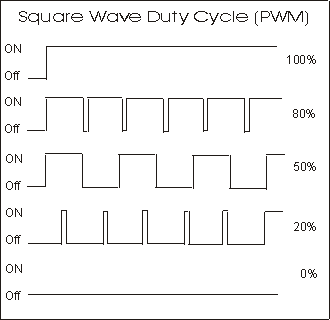 Square Wave Duty Cycle (PWM)
ON
100%
Off
ON
80%
Off
ON
50%
Off
ON
20%
Off
ON
0%
Off